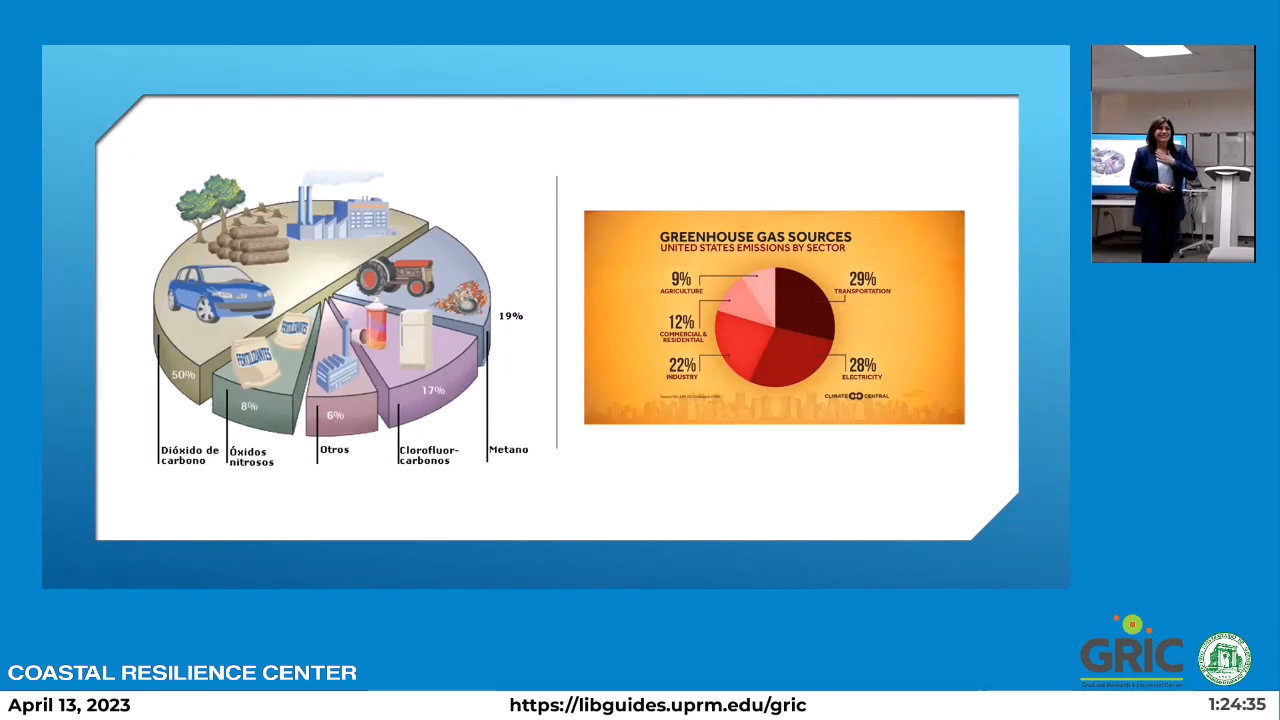 FERTILIZANTES
FERTILIZANTES
50%
8%
6%
17%
19%
Dióxido de
carbono
Óxidos
nitrosos
Otros
Clorofluor-
carbonos
Metano
GREENHOUSE GAS SOURCES
UNITED STATES EMISSIONS BY SECTOR
9%
AGRICULTURE
12%
COMMERCIAL &
RESIDENTIAL
22%
INDUSTRY
29%
TRANSPORTATION
28%
ELECTRICITY
CLIMATE CENTRAL
GRIC
COASTAL RESILIENCE CENTER
April 13, 2023
https://libguides.uprm.edu/gric
1:24:35